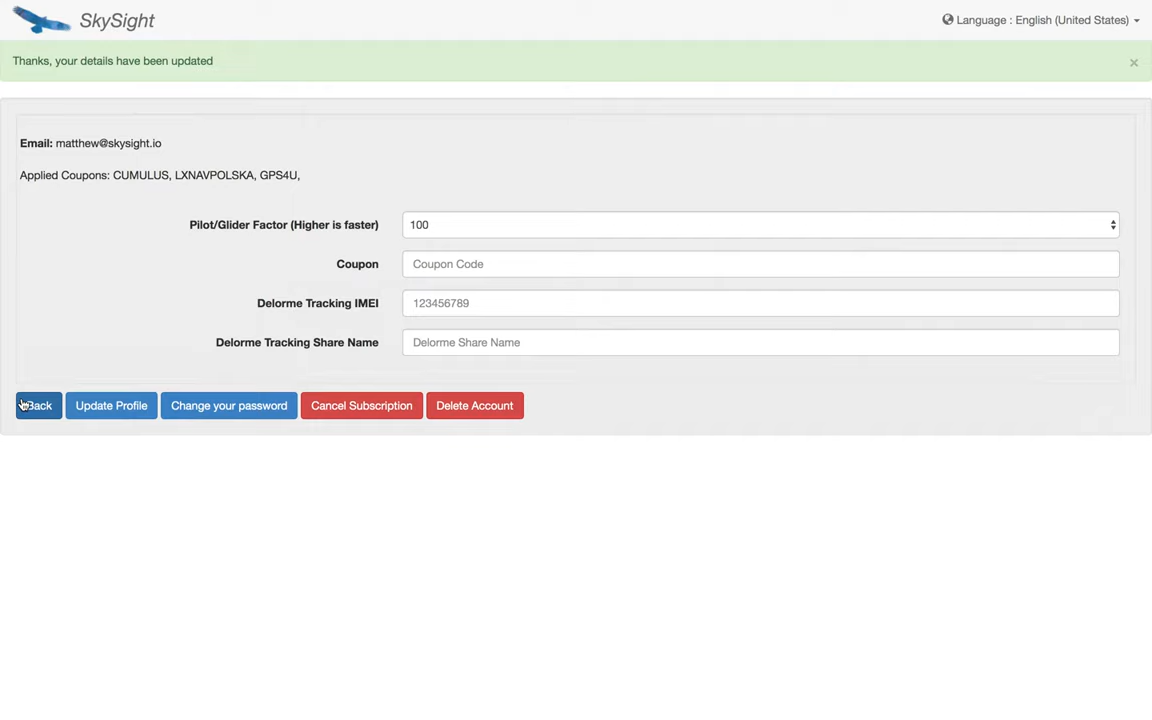 SkySight
Language : English (United States)
Thanks, your details have been updated
×
Email: matthew@skysight.io
Applied Coupons: CUMULUS, LXNAVPOLSKA, GPS4U,
Pilot/Glider Factor (Higher is faster)
100
Coupon
Coupon Code
Delorme Tracking IMEI
123456789
Delorme Tracking Share Name
Delorme Share Name
Back Update Profile Change your password Cancel Subscription Delete Account